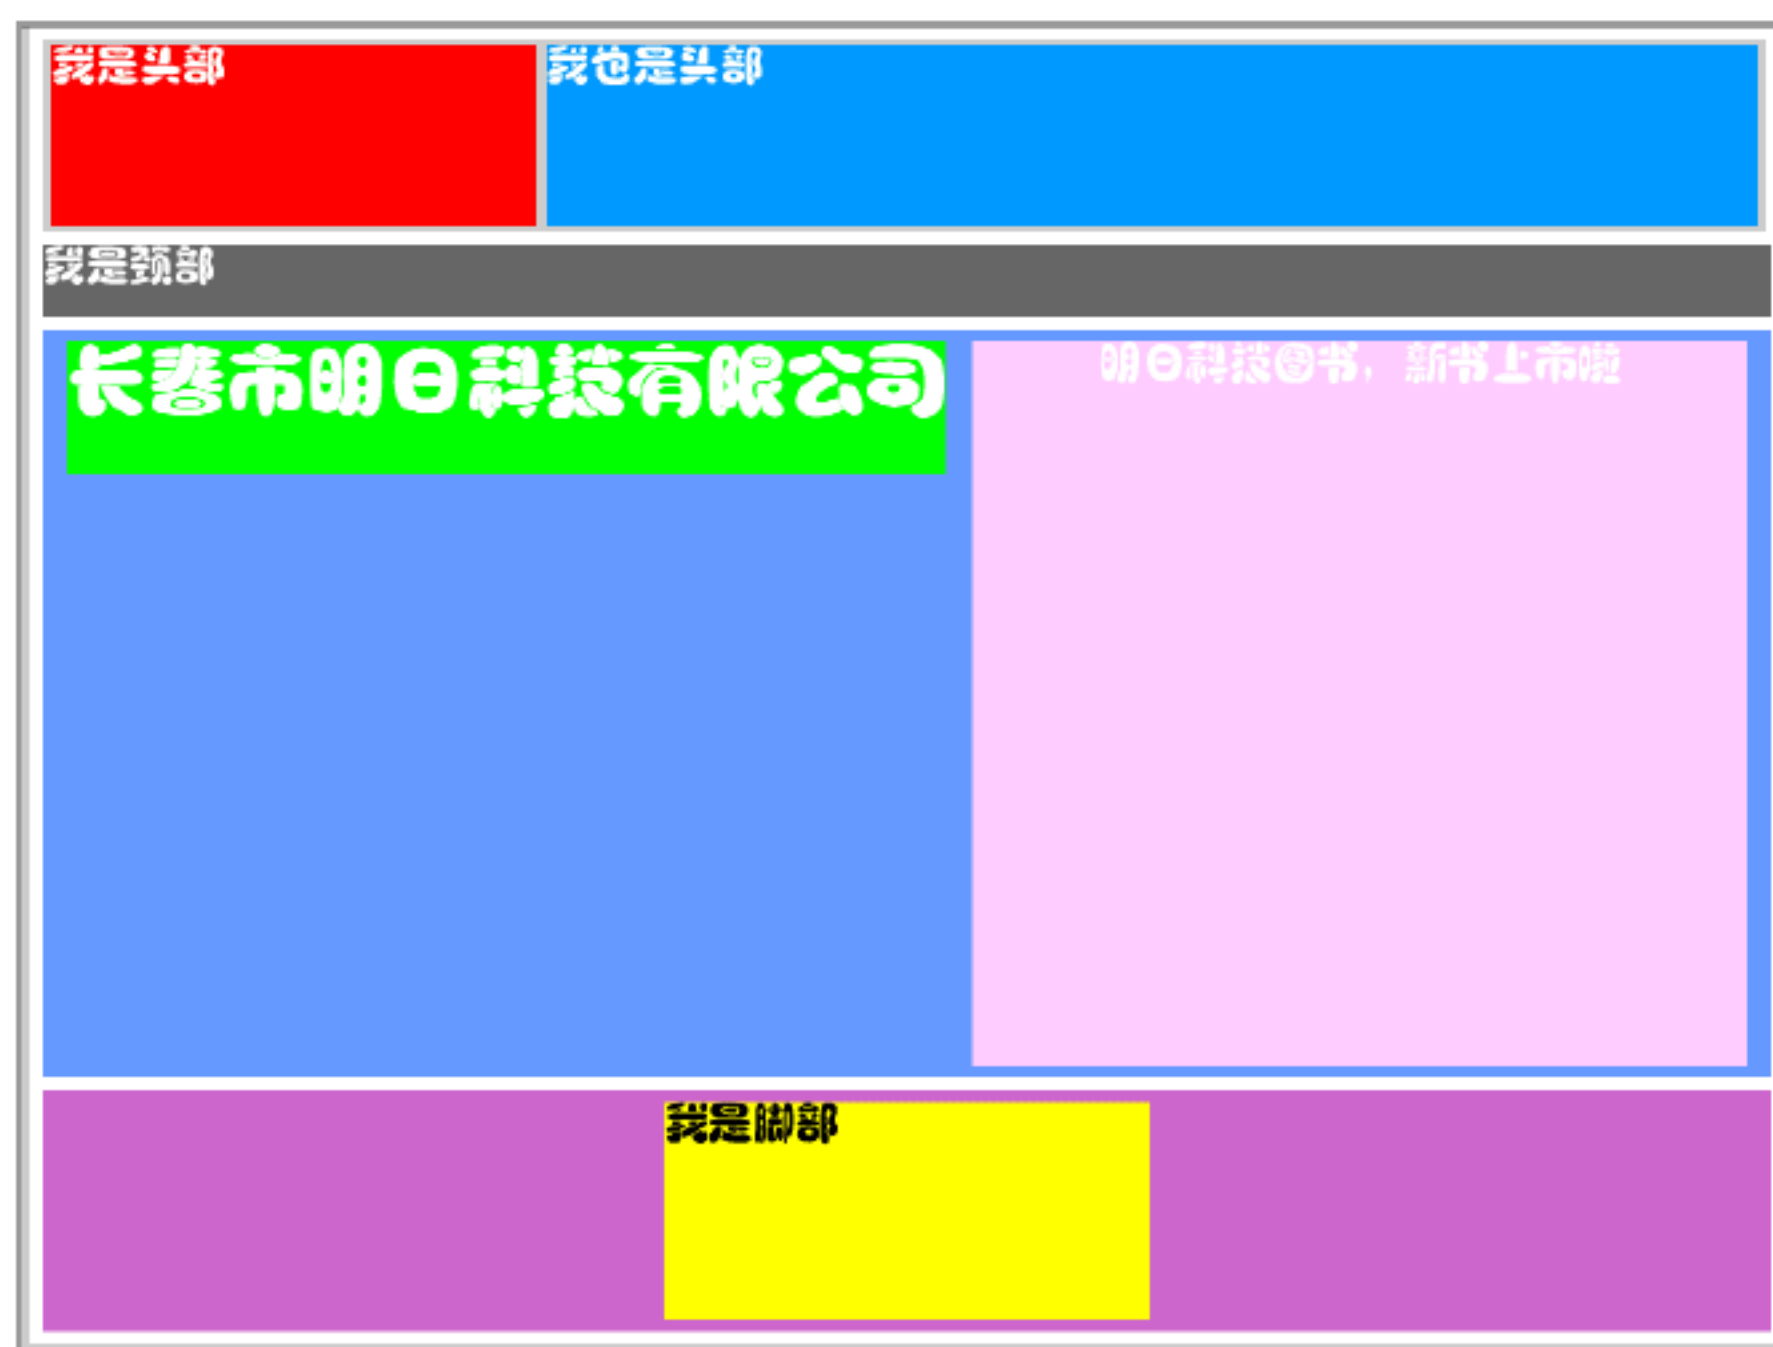 我是头部
我也是头部
我是颈部
长春市明日科技有限公司
明日科技图书，新书上市啦
我是脚部